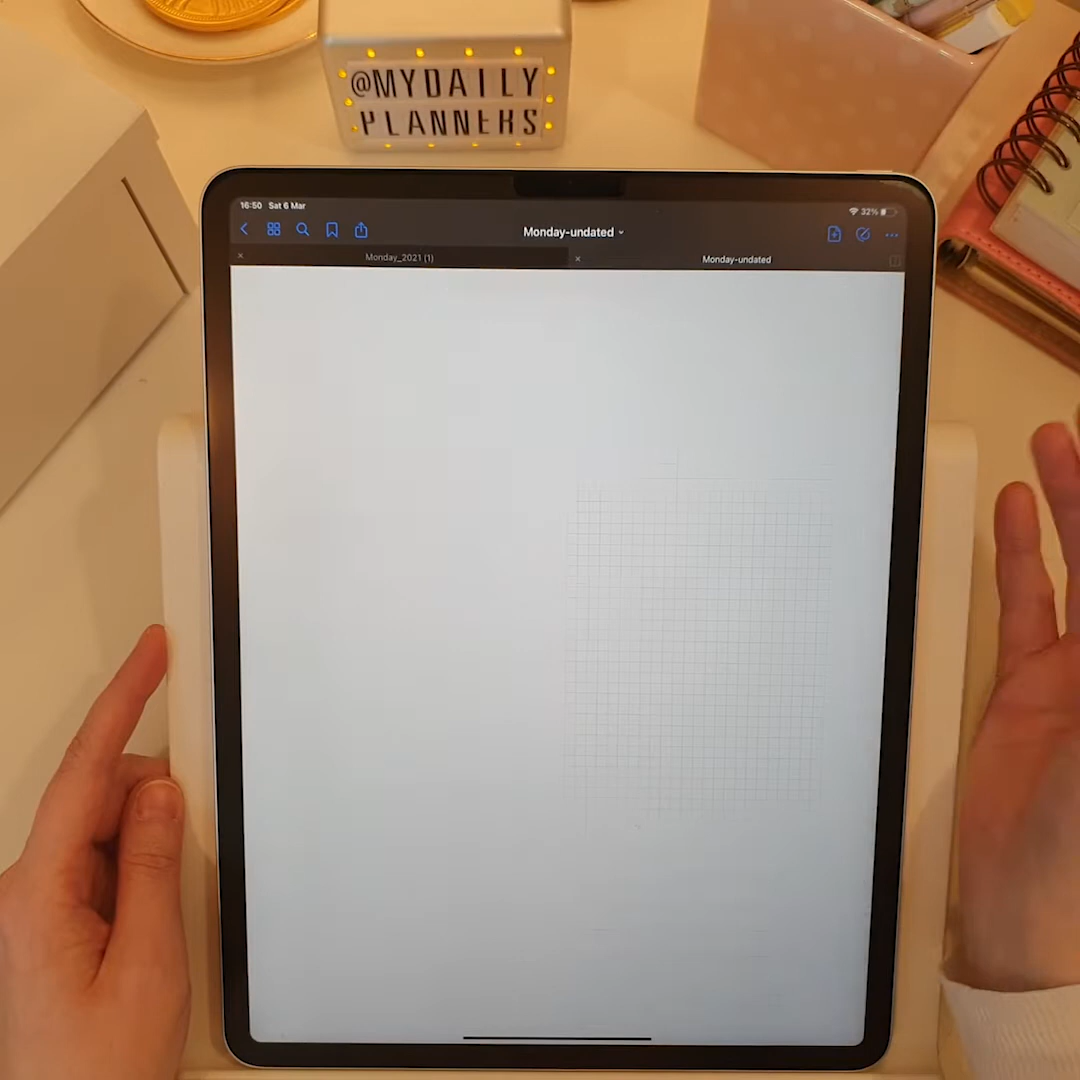 @MYDAILY
PLANNERS
16:50 Sat 6 Mar
32%
Monday-undated
Monday_2021 (1)
Monday-undated